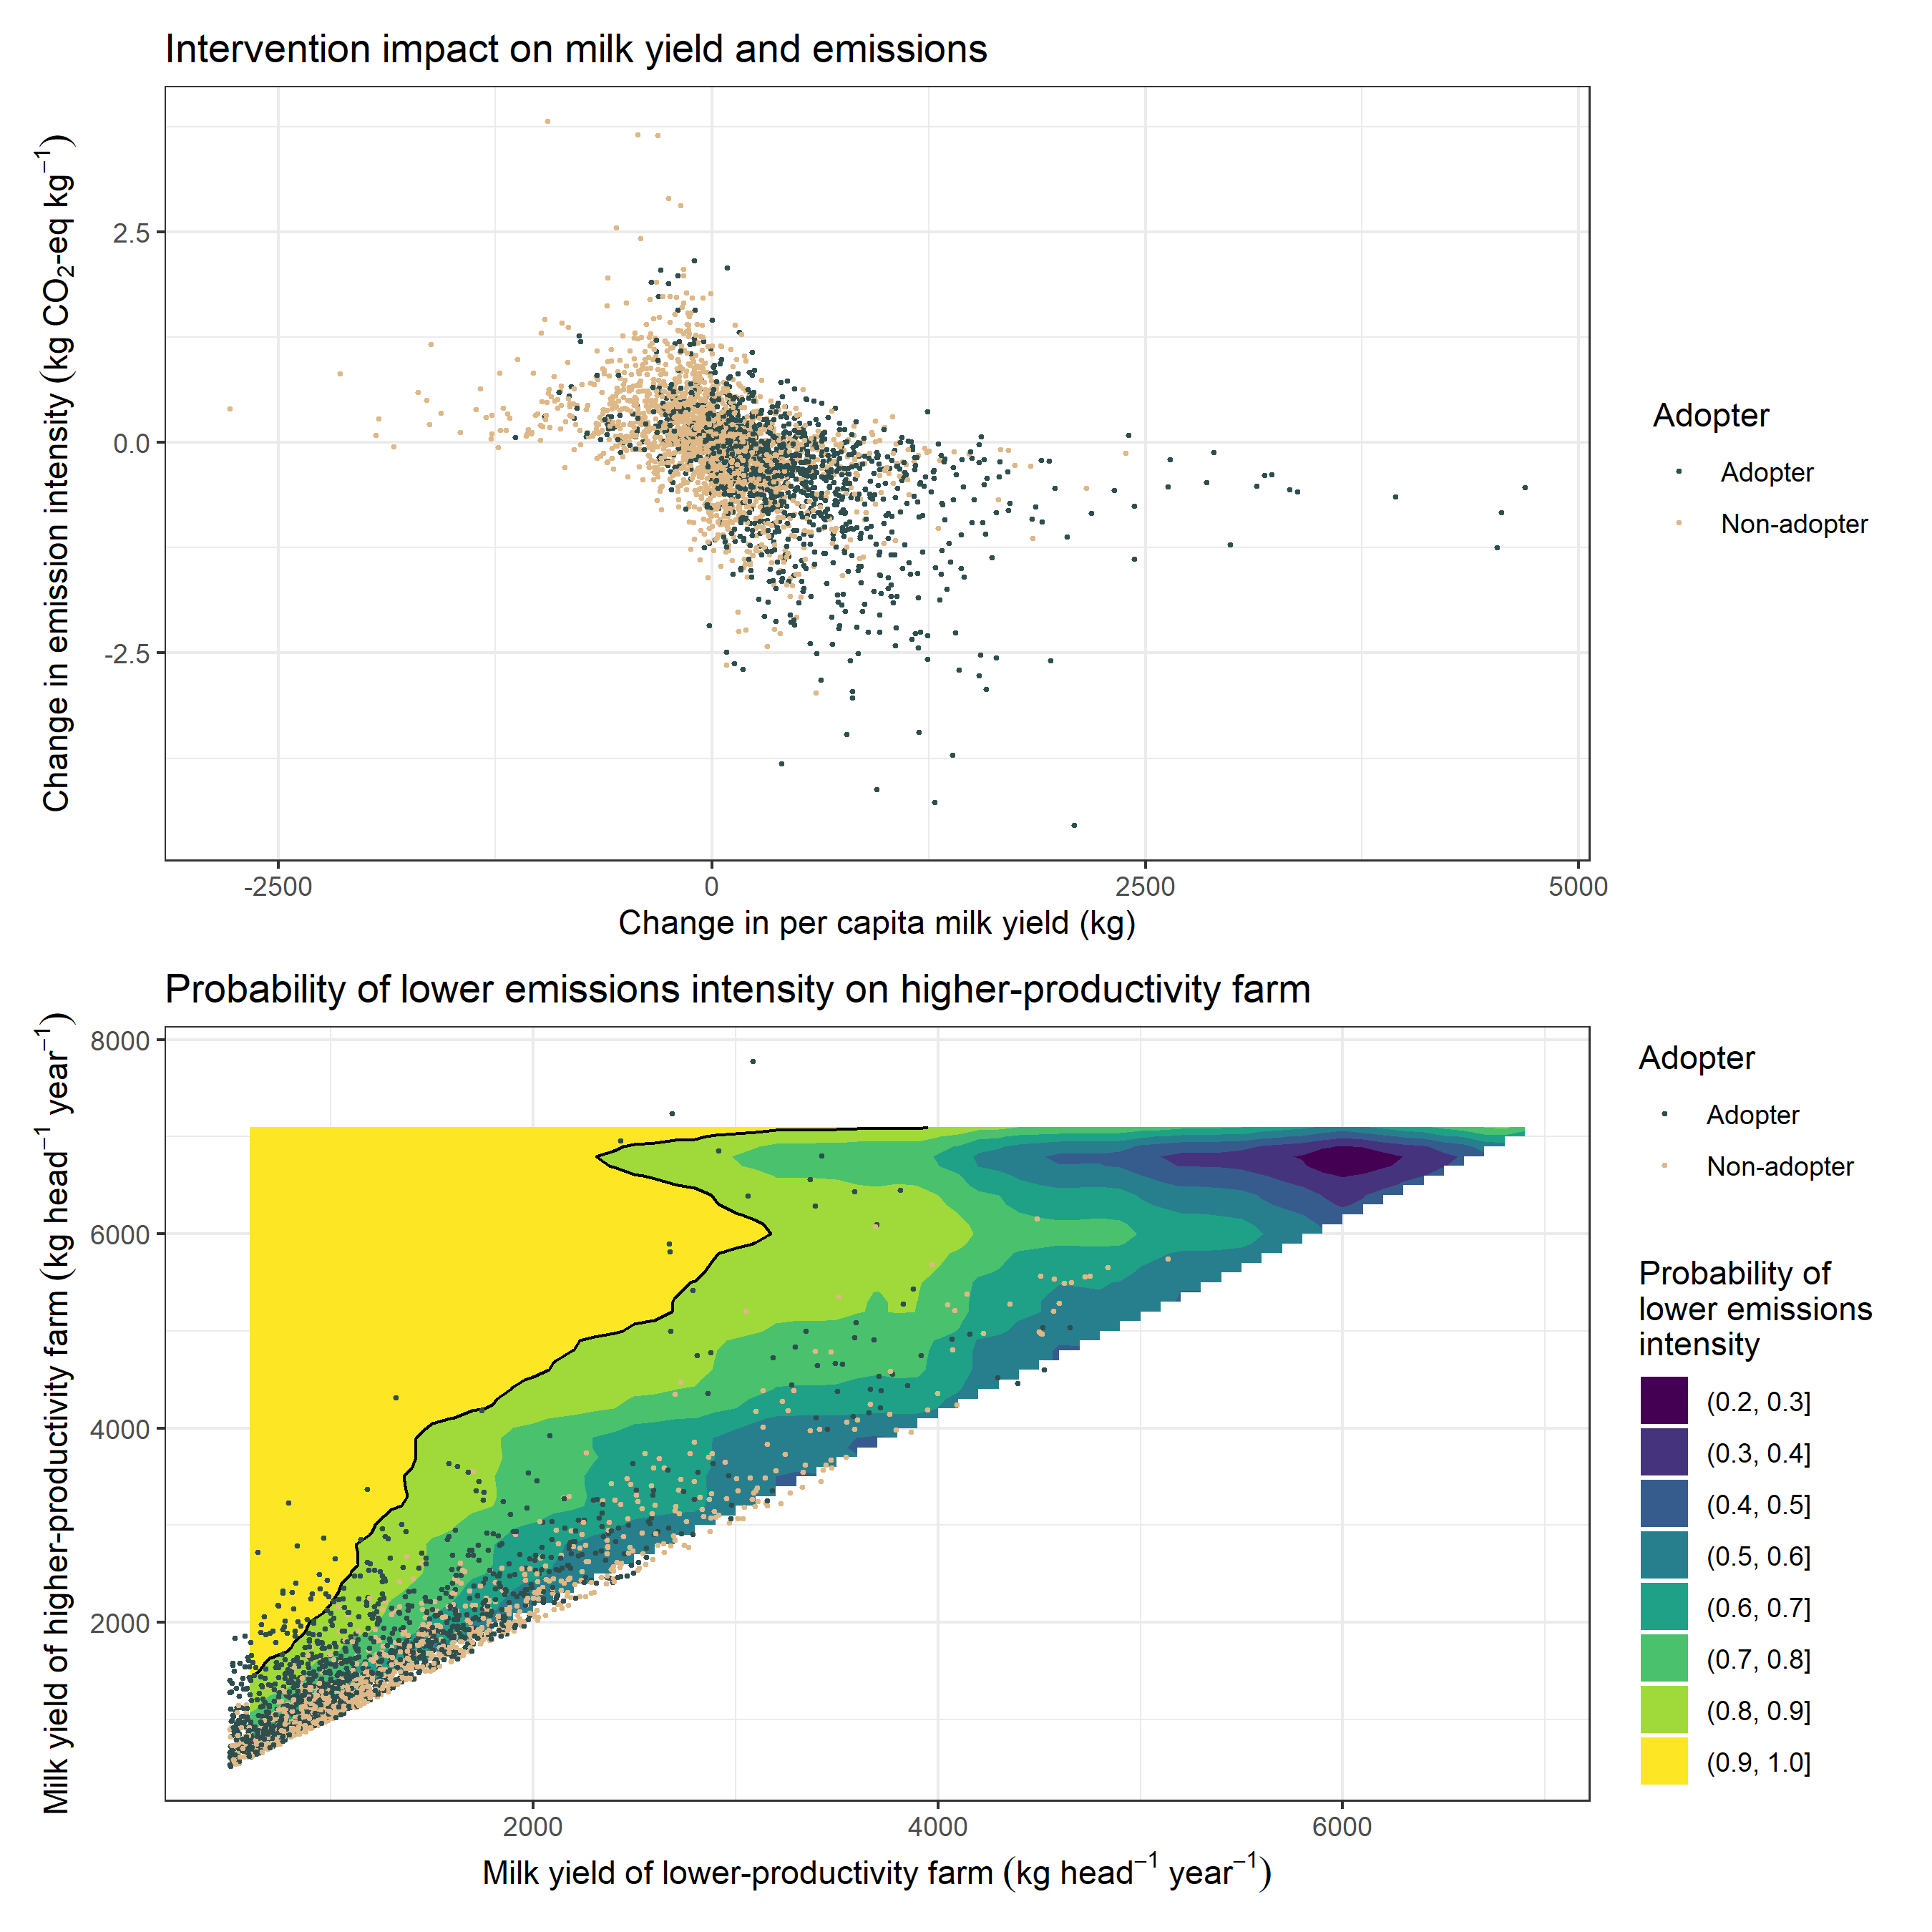 Intervention impact on milk yield and emissions
Change in emission intensity (kg CO₂-eq kg⁻¹)
2.5
0.0
-2.5
-2500
0
2500
5000
Change in per capita milk yield (kg)
Adopter
Adopter
Non-adopter
Probability of lower emissions intensity on higher-productivity farm
Milk yield of higher-productivity farm (kg head⁻¹ year⁻¹)
8000
6000
4000
2000
2000
4000
6000
Milk yield of lower-productivity farm (kg head⁻¹ year⁻¹)
Adopter
Adopter
Non-adopter
Probability of
lower emissions
intensity
(0.2, 0.3]
(0.3, 0.4]
(0.4, 0.5]
(0.5, 0.6]
(0.6, 0.7]
(0.7, 0.8]
(0.8, 0.9]
(0.9, 1.0]